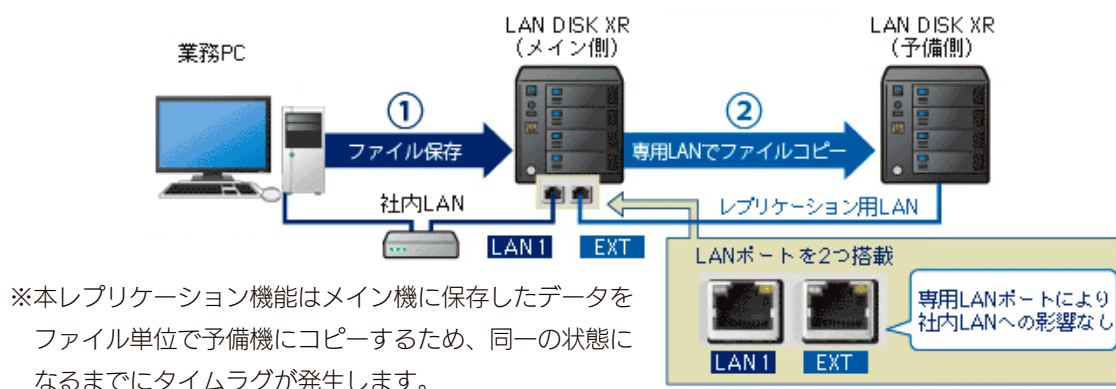 業務PC
LAN DISK XR
(メイン側)
LAN DISK XR
(予備側)
①
ファイル保存
②
専用LANでファイルコピー
社内LAN
レプリケーション用LAN
LAN1
EXT
LANポートを2つ搭載
専用LANポートにより
社内LANへの影響なし
LAN1
EXT
※本レプリケーション機能はメイン機に保存したデータを
ファイル単位で予備機にコピーするため、同一の状態に
なるまでにタイムラグが発生します。